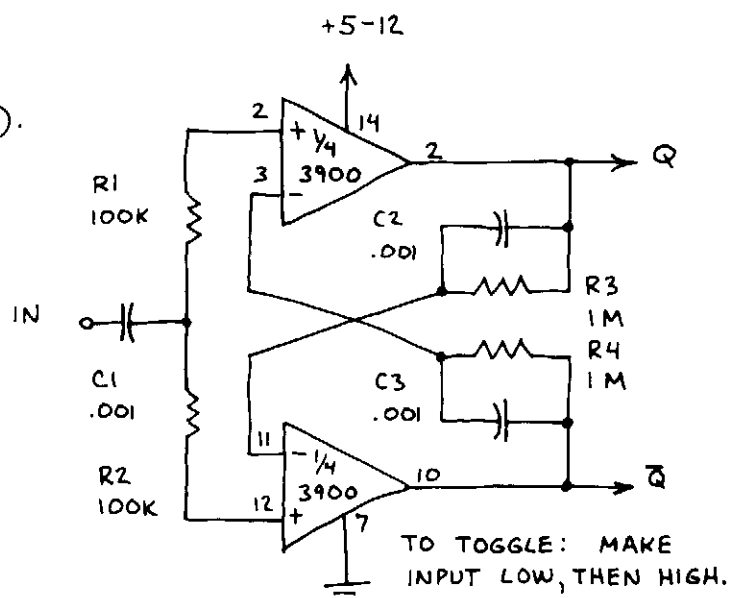 +5-12
).
2
+
1/4
14
3900
2
Q
3
-
R1
100K
C2
.001
IN
R3
1M
R4
1M
C1
.001
C3
.001
11
-
1/4
3900
10
Q̅
R2
100K
12
+
7
TO TOGGLE: MAKE
INPUT LOW, THEN HIGH.